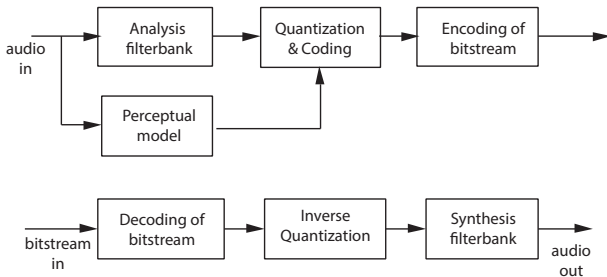 audio
in
Analysis
filterbank
Quantization
& Coding
Encoding of
bitstream
Perceptual
model
bitstream
in
Decoding of
bitstream
Inverse
Quantization
Synthesis
filterbank
audio
out